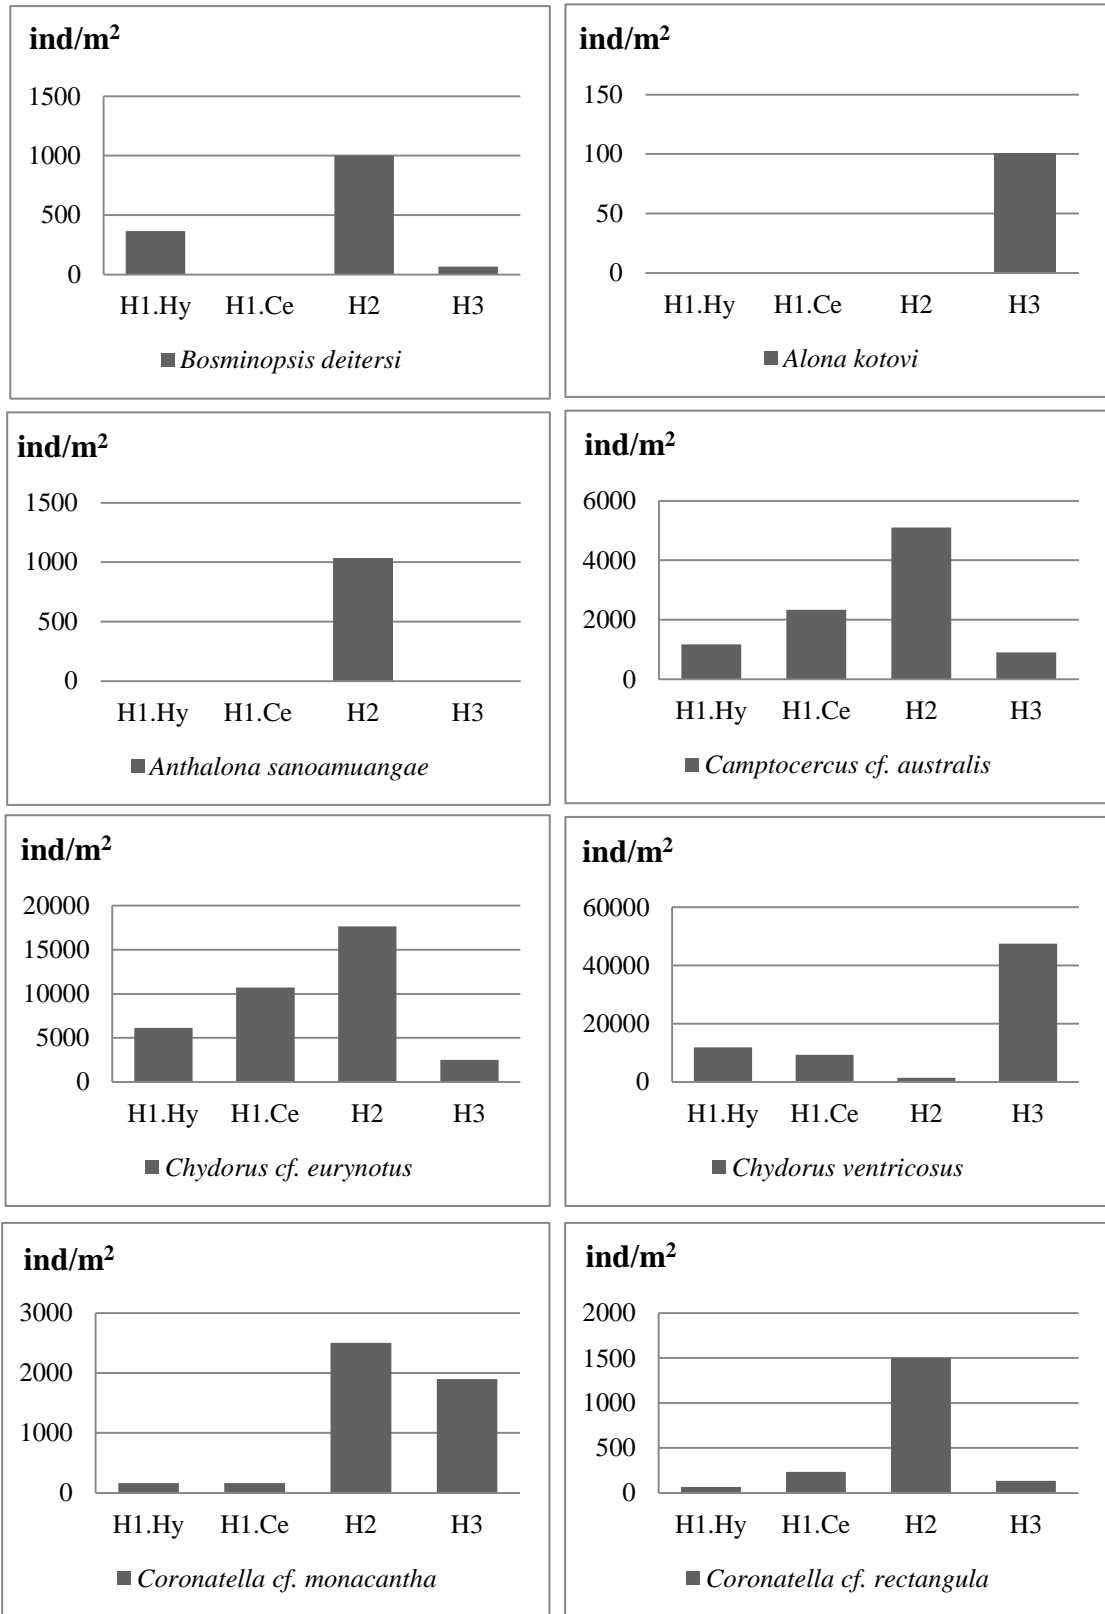 ind/m²
1500
1000
500
0
H1.Hy H1.Ce H2 H3
Bosminopsis deitersi
ind/m²
150
100
50
0
H1.Hy H1.Ce H2 H3
Alona kotovi
ind/m²
1500
1000
500
0
H1.Hy H1.Ce H2 H3
Anthalona sanoamuangae
ind/m²
6000
4000
2000
0
H1.Hy H1.Ce H2 H3
Camptocercus cf. australis
ind/m²
20000
15000
10000
5000
0
H1.Hy H1.Ce H2 H3
Chydorus cf. eurynotus
ind/m²
60000
40000
20000
0
H1.Hy H1.Ce H2 H3
Chydorus ventricosus
ind/m²
3000
2000
1000
0
H1.Hy H1.Ce H2 H3
Coronatella cf. monacantha
ind/m²
2000
1500
1000
500
0
H1.Hy H1.Ce H2 H3
Coronatella cf. rectangula